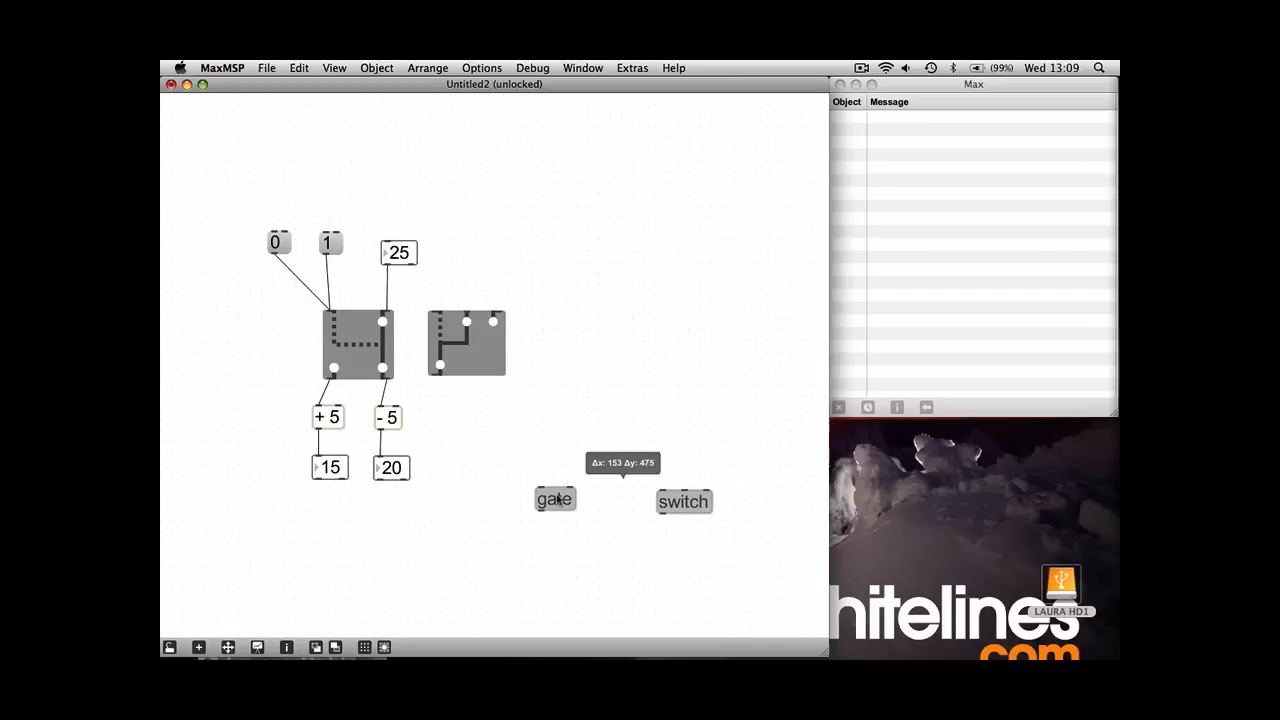 MaxMSP File Edit View Object Arrange Options Debug Window Extras Help (99%) Wed 13:09
Untitled2 (unlocked)
Max
Object Message
0
1
25
+ 5
- 5
15
20
Δx: 153 Δy: 475
gate
switch
hitelines
com
LAURA HD1